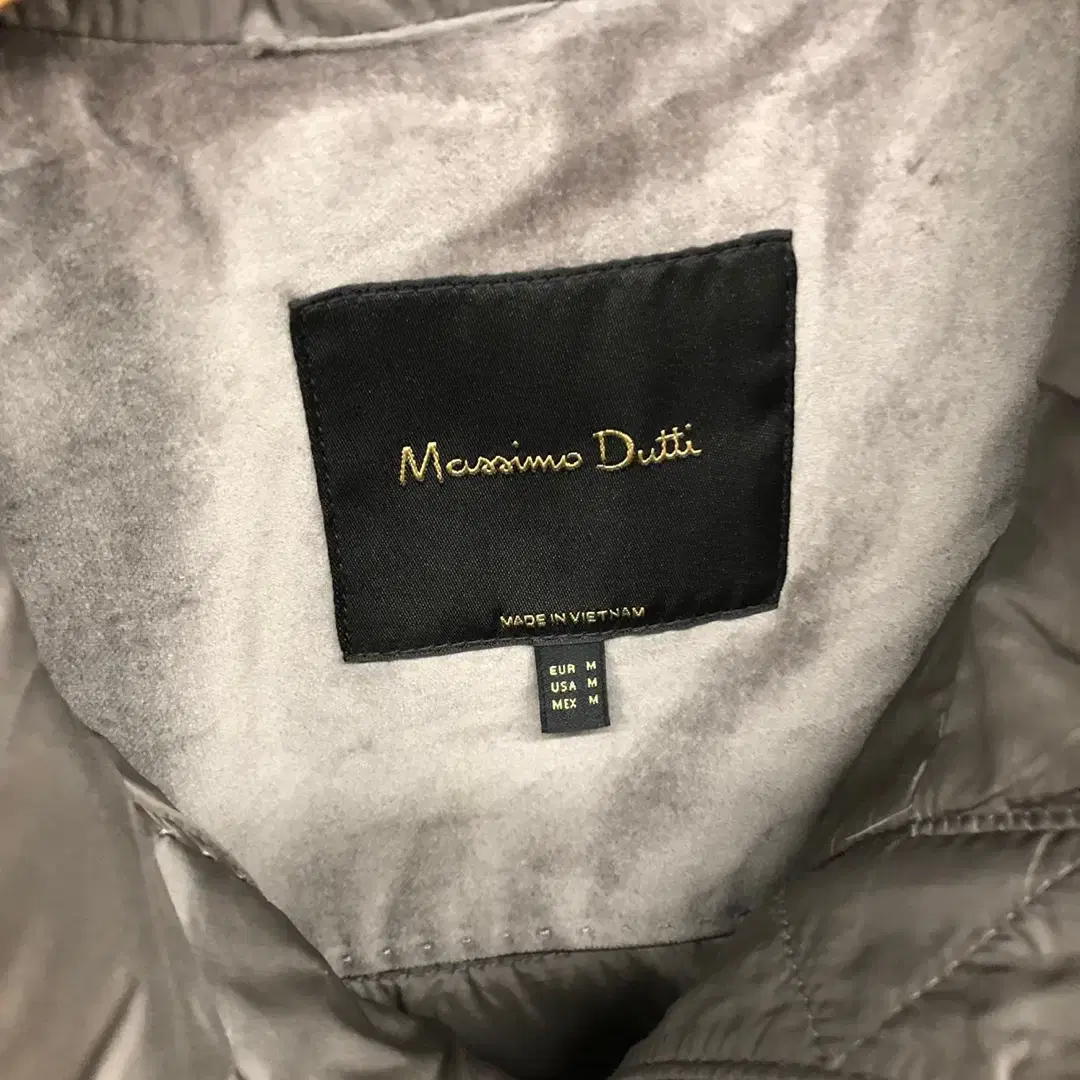 Massimo Dutti
MADE IN VIETNAM
EUR M
USA M
MEX M